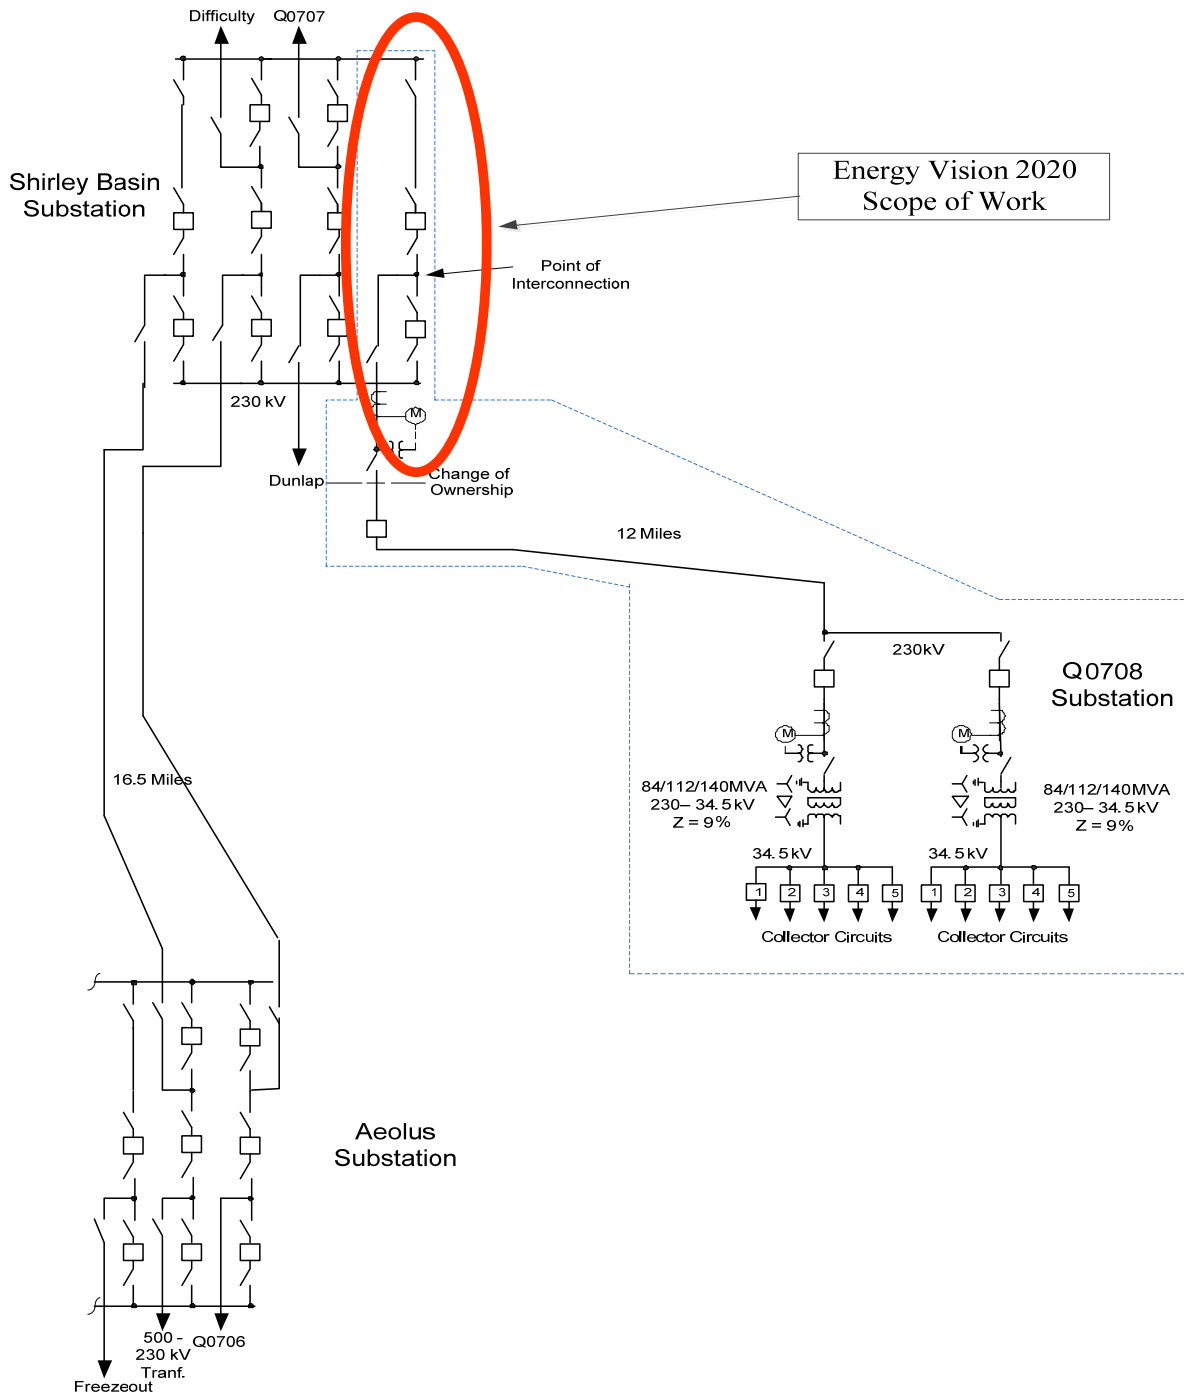 Difficulty
Q0707
Shirley Basin
Substation
Energy Vision 2020
Scope of Work
Point of
Interconnection
230 kV
M
Dunlap
Change of
Ownership
12 Miles
230kV
Q0708
Substation
M
M
16.5 Miles
84/112/140MVA
230– 34.5kV
Z = 9%
84/112/140MVA
230– 34.5kV
Z = 9%
34.5kV
34.5kV
1 2 3 4 5
1 2 3 4 5
Collector Circuits
Collector Circuits
Aeolus
Substation
500 -
230 kV
Tranf.
Q0706
Freezeout